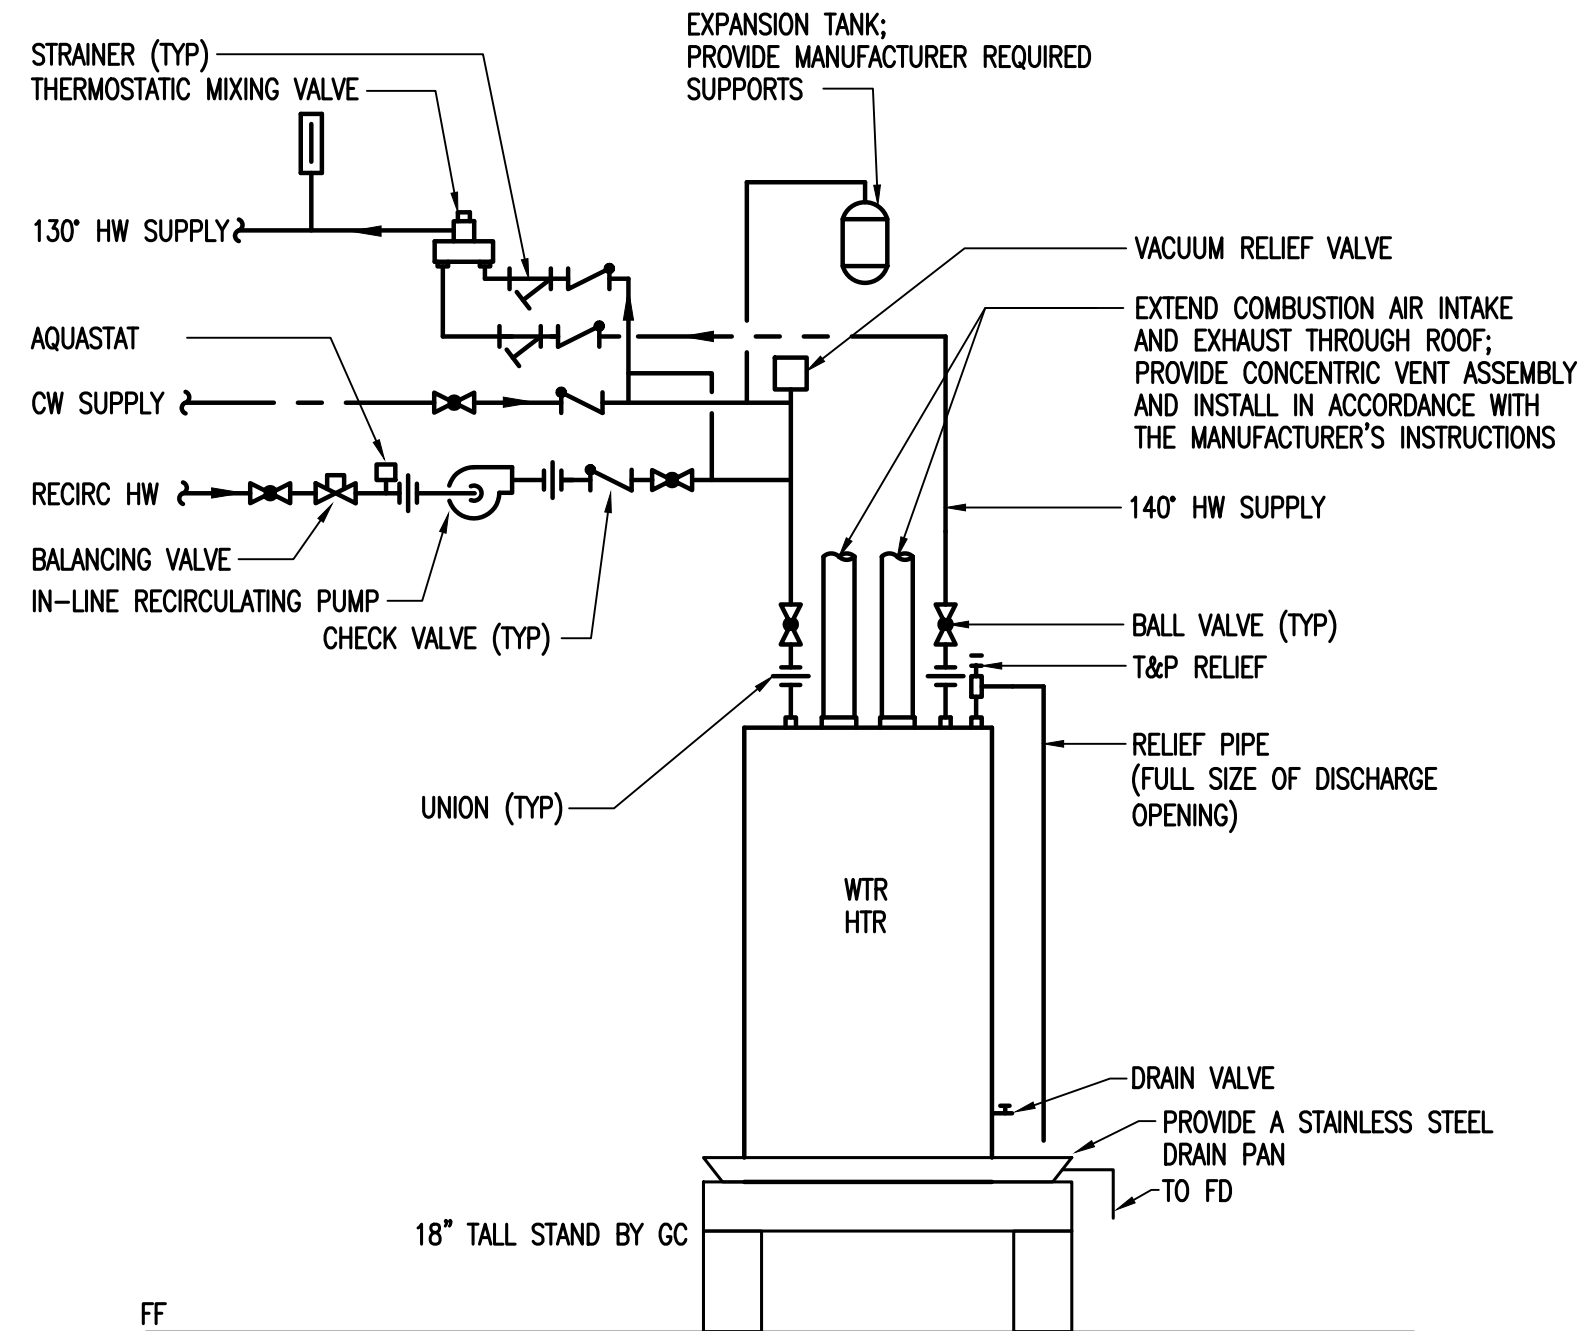 EXPANSION TANK;
PROVIDE MANUFACTURER REQUIRED
SUPPORTS
STRAINER (TYP)
THERMOSTATIC MIXING VALVE
130° HW SUPPLY
VACUUM RELIEF VALVE
EXTEND COMBUSTION AIR INTAKE
AND EXHAUST THROUGH ROOF;
PROVIDE CONCENTRIC VENT ASSEMBLY
AND INSTALL IN ACCORDANCE WITH
THE MANUFACTURER'S INSTRUCTIONS
AQUASTAT
CW SUPPLY
RECIRC HW
140° HW SUPPLY
BALANCING VALVE
IN-LINE RECIRCULATING PUMP
CHECK VALVE (TYP)
BALL VALVE (TYP)
T&P RELIEF
RELIEF PIPE
(FULL SIZE OF DISCHARGE
OPENING)
UNION (TYP)
WTR
HTR
DRAIN VALVE
PROVIDE A STAINLESS STEEL
DRAIN PAN
TO FD
18" TALL STAND BY GC
FF